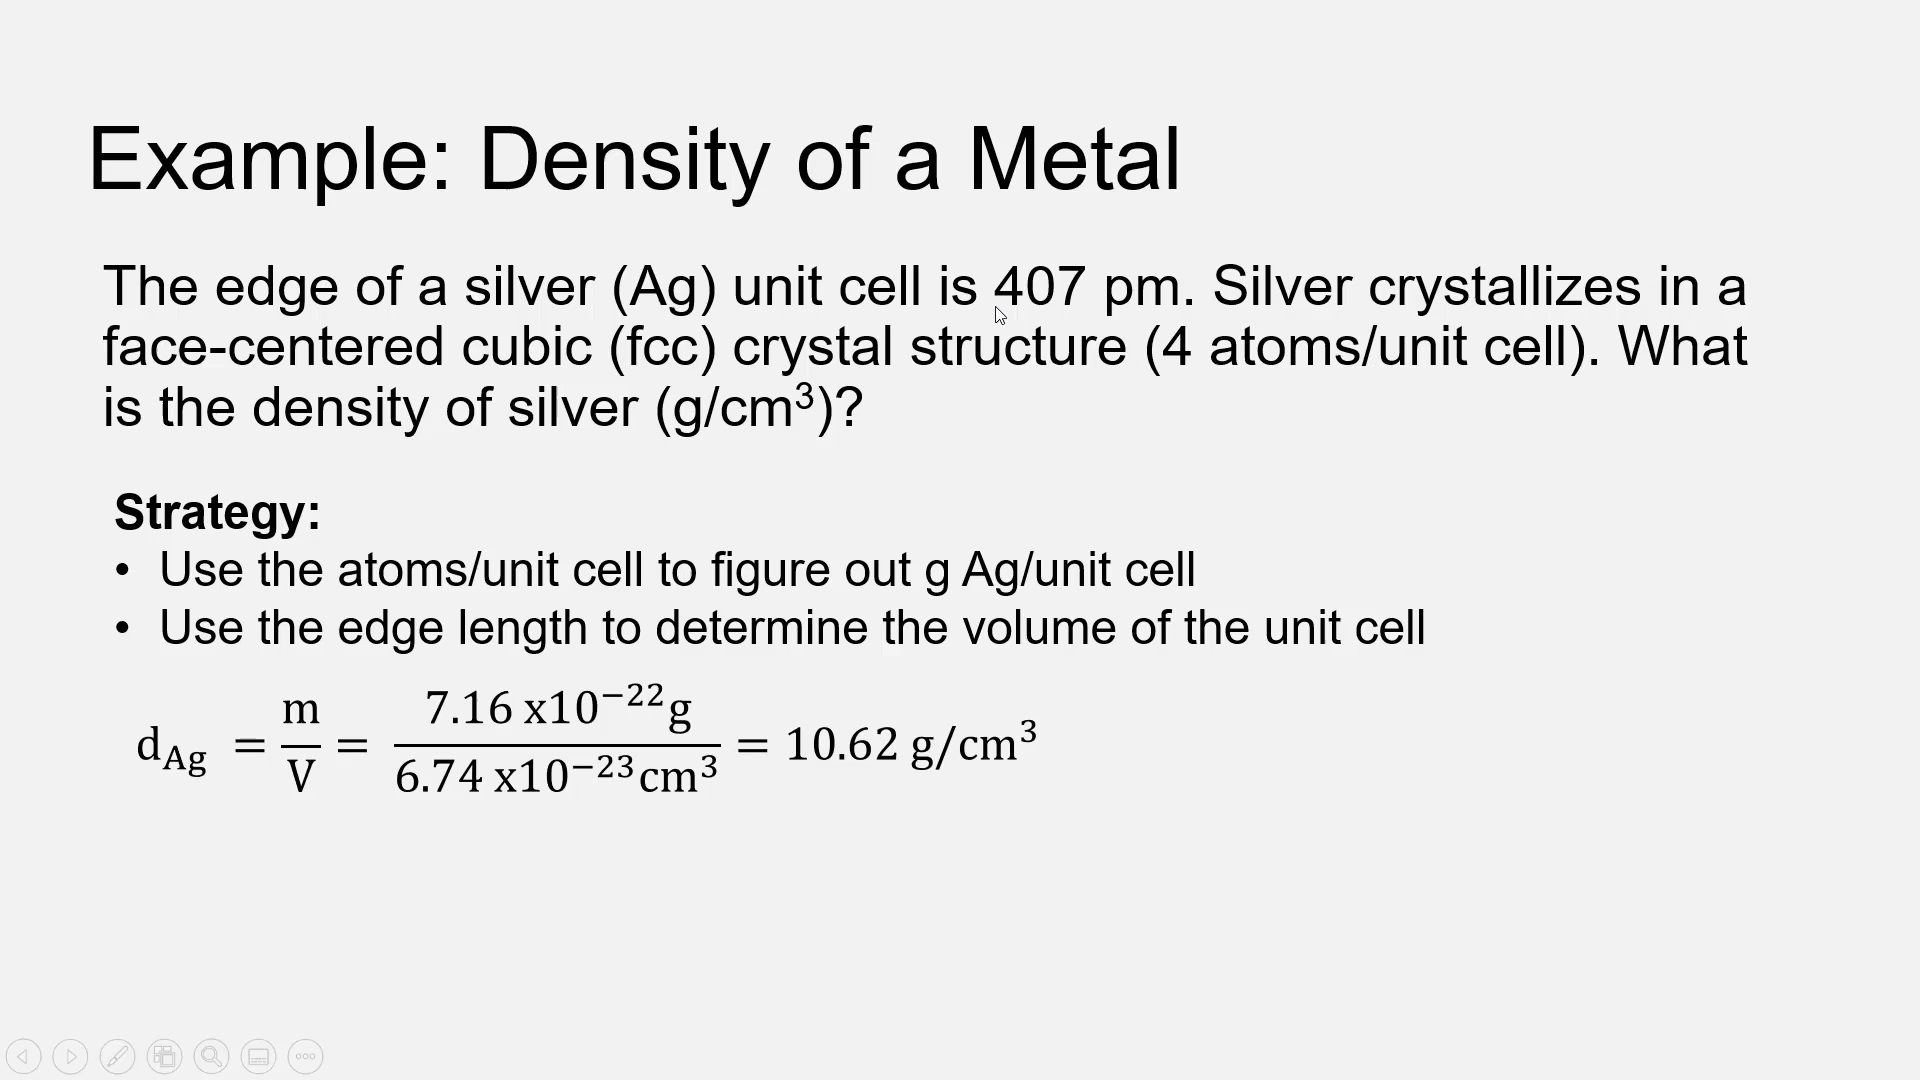 Example: Density of a Metal
The edge of a silver (Ag) unit cell is 407 pm. Silver crystallizes in a
face-centered cubic (fcc) crystal structure (4 atoms/unit cell). What
is the density of silver (g/cm³)?
Strategy:
• Use the atoms/unit cell to figure out g Ag/unit cell
• Use the edge length to determine the volume of the unit cell
d_Ag = m/V = 7.16 x10⁻²²g / 6.74 x10⁻²³cm³ = 10.62 g/cm³